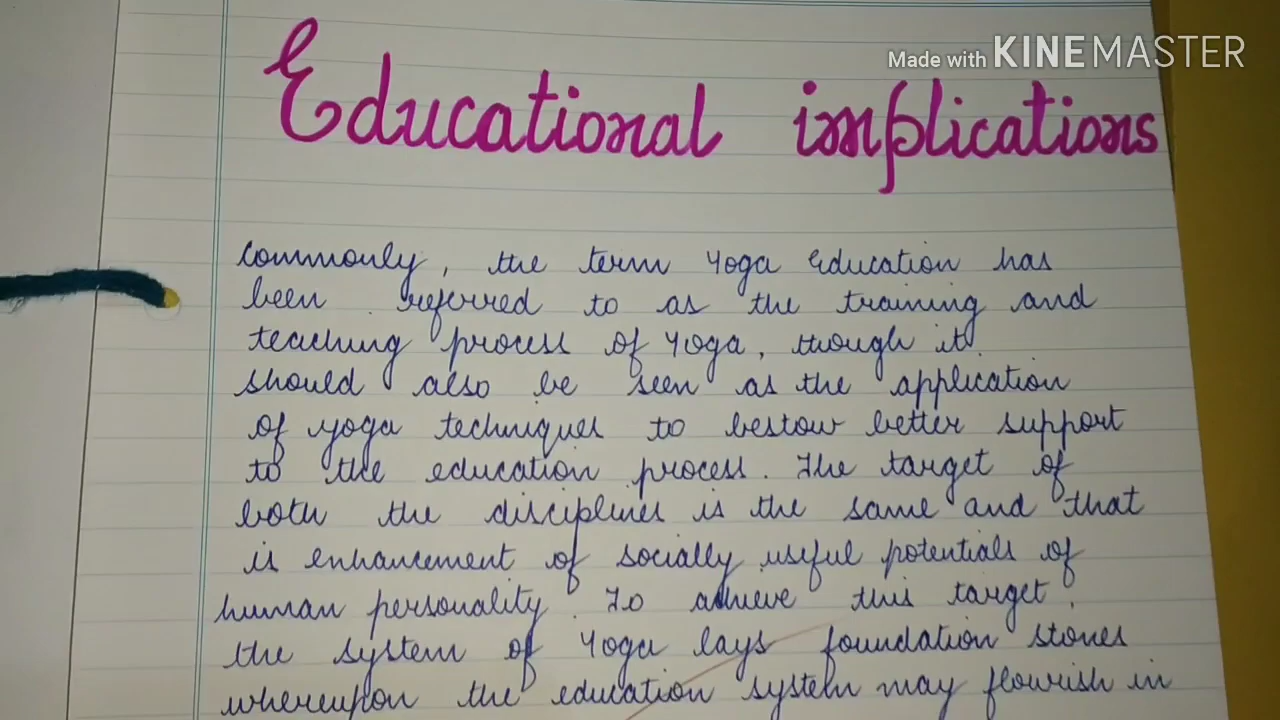 Made with KINEMASTER
Educational implications
Commonly, the term Yoga Education has
been referred to as the training and
teaching process of Yoga, though it
should also be seen as the application
of yoga techniques to bestow better support
to the education process. The target of
both the disciplines is the same and that
is enhancement of socially useful potentials of
human personality. To achieve this target,
the system of Yoga lays foundation stones
whereupon the education system may flourish in